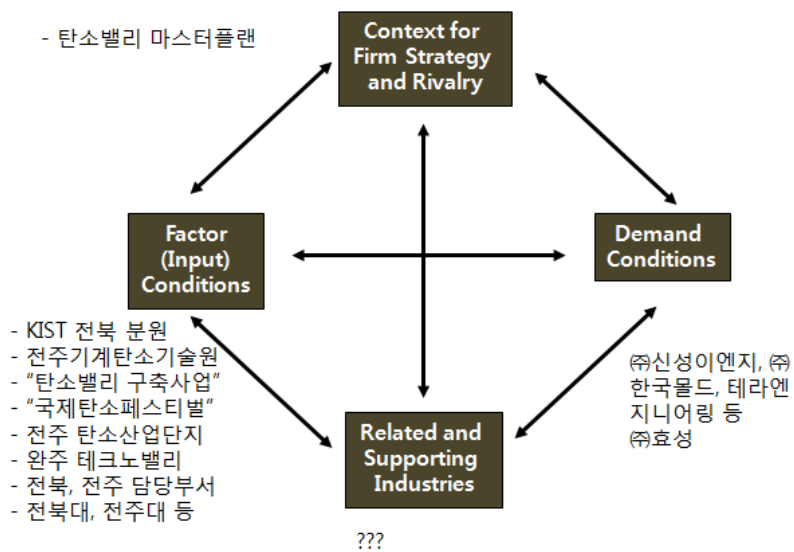 - 탄소밸리 마스터플랜
Context for
Firm Strategy
and Rivalry
Factor
(Input)
Conditions
Demand
Conditions
- KIST 전북 분원
- 전주기계탄소기술원
- "탄소밸리 구축사업"
- "국제탄소페스티벌"
- 전주 탄소산업단지
- 완주 테크노밸리
- 전북, 전주 담당부서
- 전북대, 전주대 등
㈜신성이엔지, ㈜
한국몰드, 테라엔
지니어링 등
㈜효성
Related and
Supporting
Industries
???